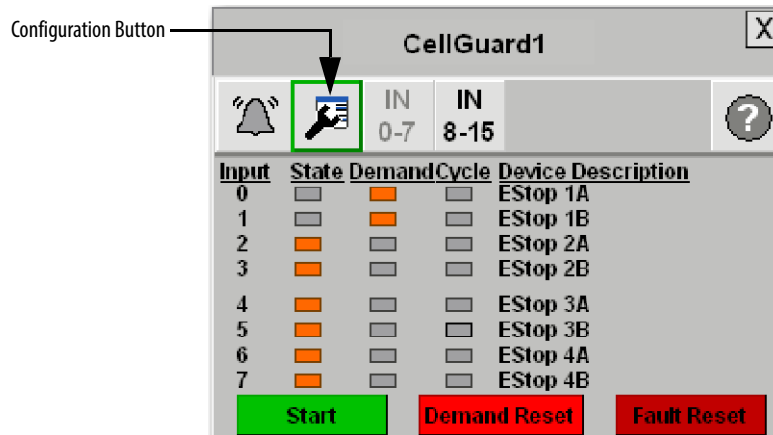 Configuration Button
CellGuard1
X
IN
0-7
IN
8-15
?
Input State Demand Cycle Device Description
0 EStop 1A
1 EStop 1B
2 EStop 2A
3 EStop 2B
4 EStop 3A
5 EStop 3B
6 EStop 4A
7 EStop 4B
Start Demand Reset Fault Reset